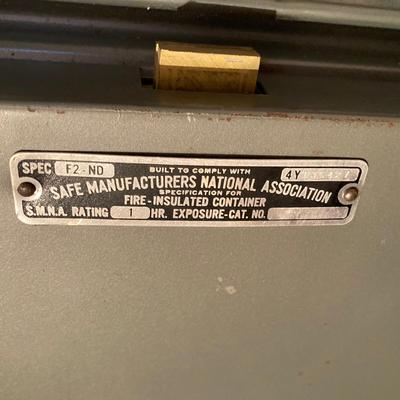 SPEC F2-ND BUILT TO COMPLY WITH 4Y
SAFE MANUFACTURERS NATIONAL ASSOCIATION
SPECIFICATION FOR
FIRE-INSULATED CONTAINER
S.M.N.A. RATING 1 HR. EXPOSURE-CAT. NO.